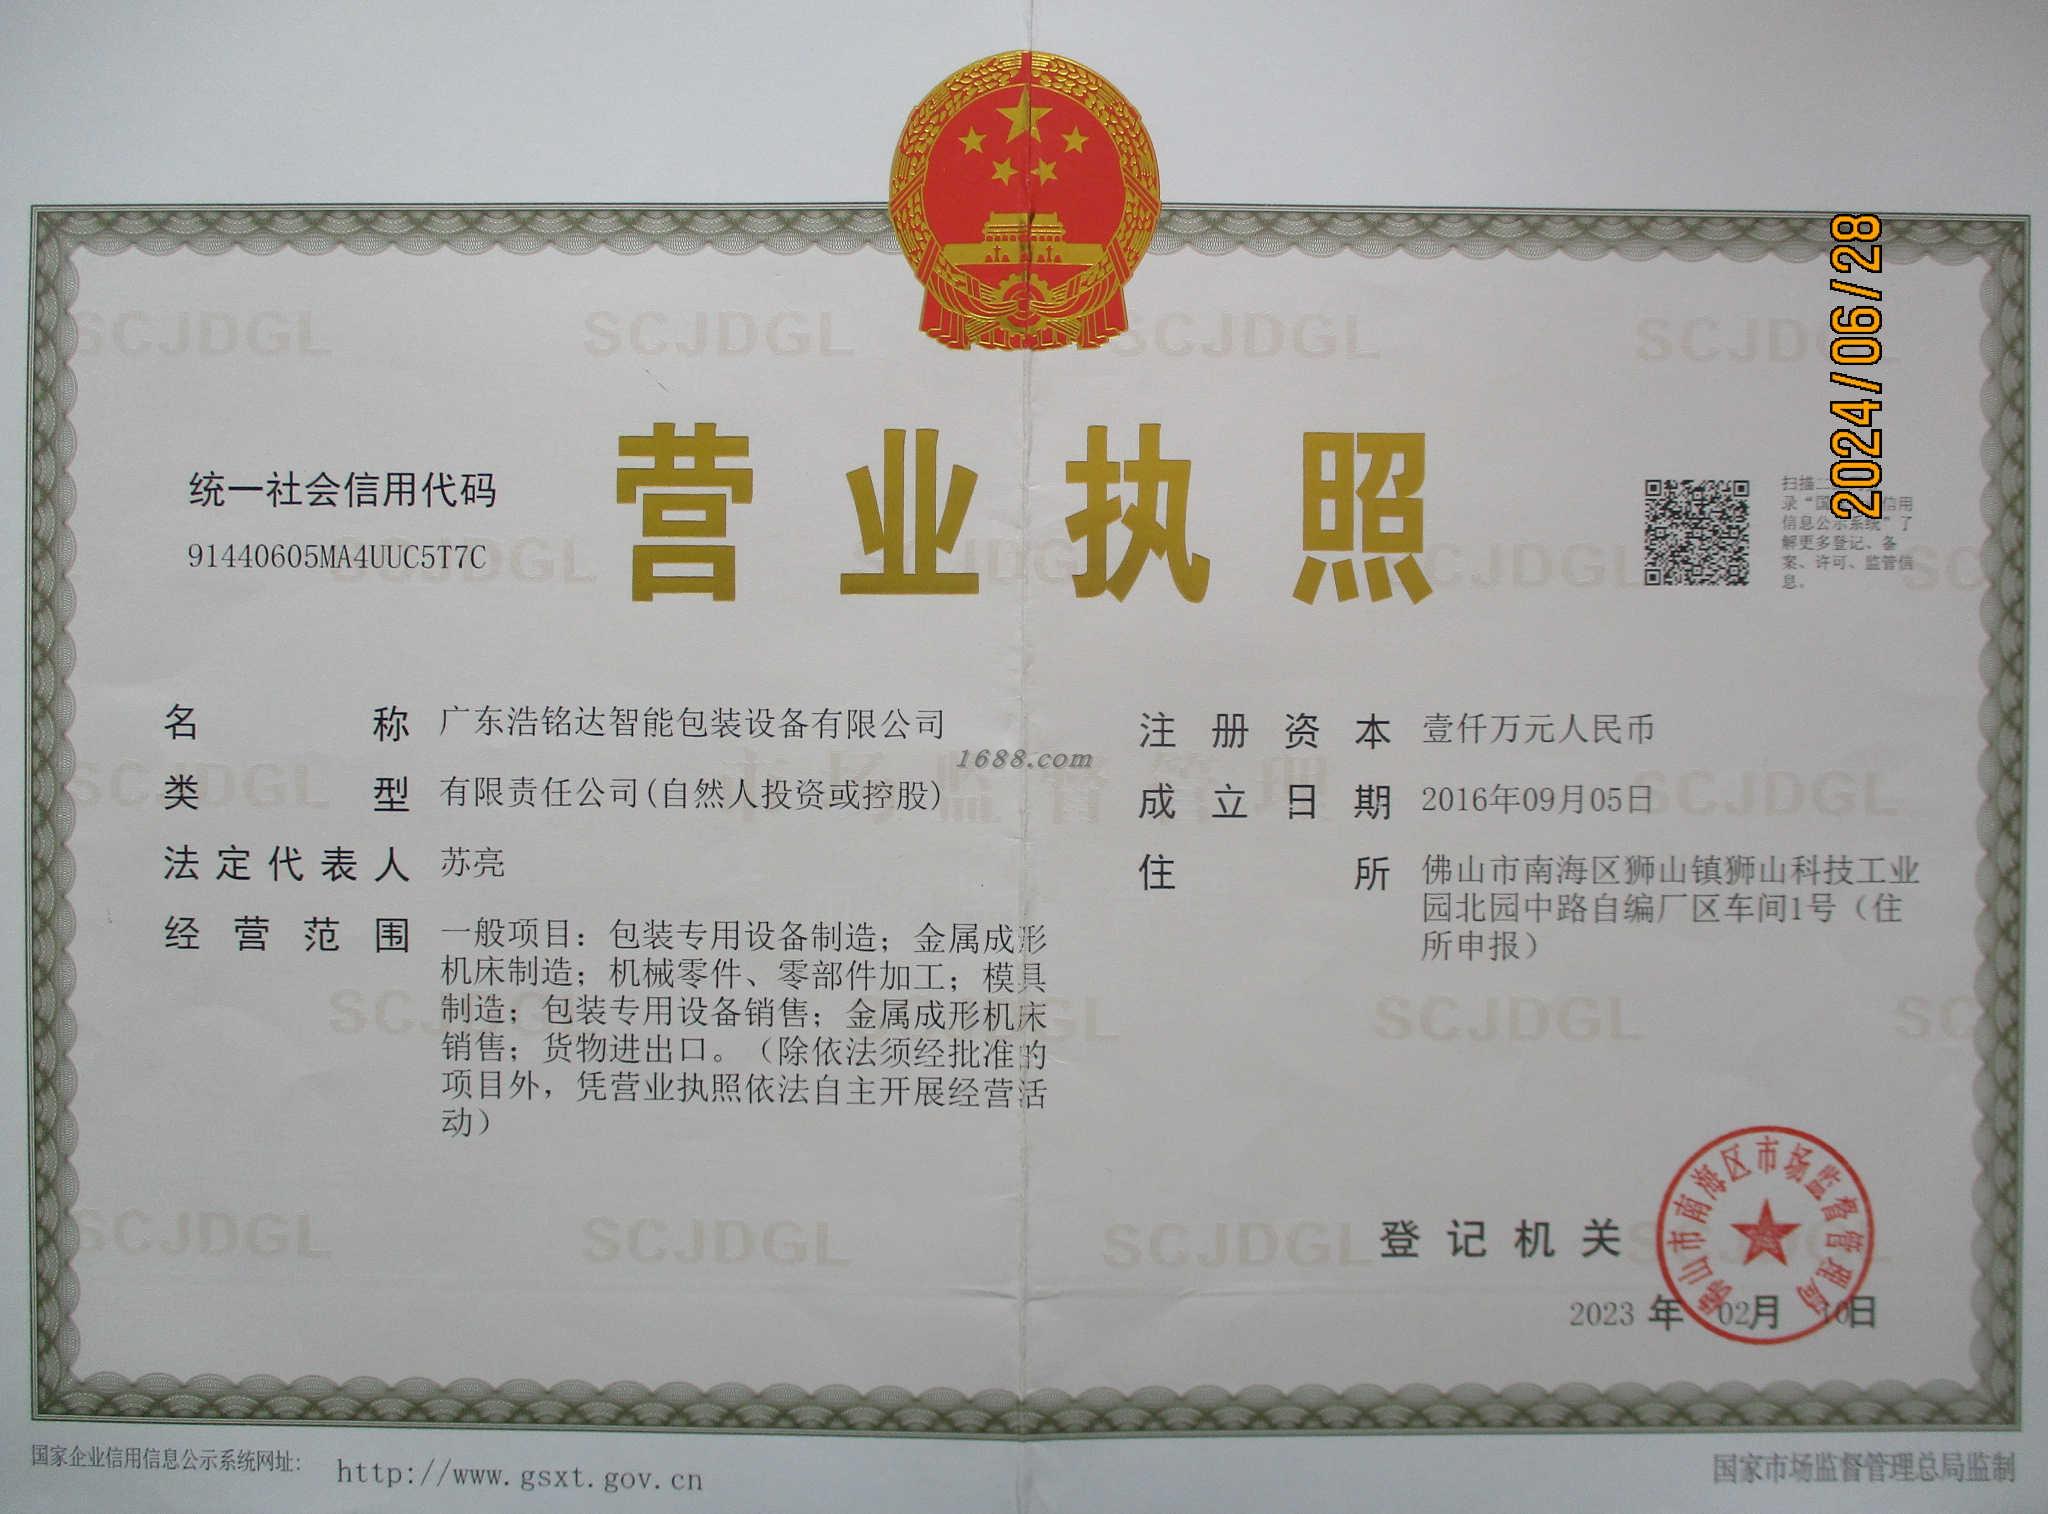 2024/06/28
营业执照
统一社会信用代码
91440605MA4UUC5T7C
扫描二
录“国 信用
信息公示系统”了
解更多登记、备
案、许可、监管信
息。
名称 广东浩铭达智能包装设备有限公司
类型 有限责任公司(自然人投资或控股)
法定代表人 苏亮
经营范围 一般项目：包装专用设备制造；金属成形
机床制造；机械零件、零部件加工；模具
制造；包装专用设备销售；金属成形机床
销售；货物进出口。（除依法须经批准的
项目外，凭营业执照依法自主开展经营活
动）
注册资本 壹仟万元人民币
成立日期 2016年09月05日
住所 佛山市南海区狮山镇狮山科技工业
园北园中路自编厂区车间1号（住
所申报）
1688.com
市场监督管理
SCJDGL SCJDGL SCJDGL SCJDGL
登记机关
佛山市南海区市场监督管理局
2023年02月10日
国家企业信用信息公示系统网址： http://www.gsxt.gov.cn
国家市场监督管理总局监制